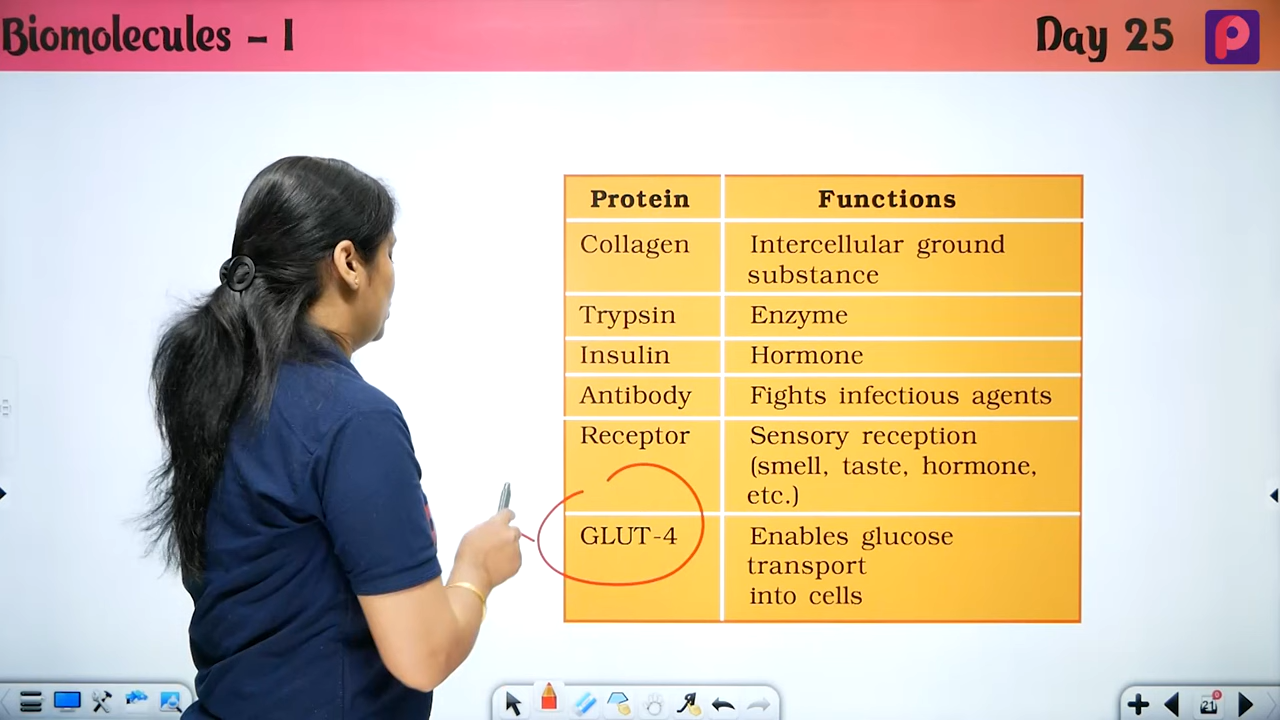 Biomolecules – I
Day 25
Protein Functions
Collagen Intercellular ground
substance
Trypsin Enzyme
Insulin Hormone
Antibody Fights infectious agents
Receptor Sensory reception
(smell, taste, hormone,
etc.)
GLUT-4 Enables glucose
transport
into cells
21